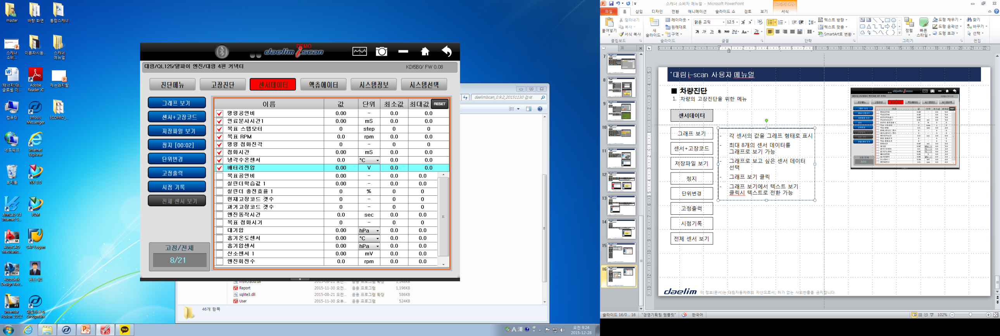 master
바탕 화면
통합스캐너
스캐너 소비...
이륜차시동...
스캐너 메뉴얼
(테너지)대... 글로벌 이...
Adobe Reader XI
재는왜지랄
컴퓨터
Infosis Messenger
ECOPRO_...
네트워크
Internet Explorer
휴지통
NX 8.0
AhnLab V3 Internet S...
PLM
AutoCAD Mechanic...
SAP Logon
Autodesk Design Rev...
Inventor Fusion 2012
대림자동차 Groupware
DEMO
daelim iscan
대림/QL125/델파이 엔진/대림 4핀 커넥터
KDI5B0/ FW 0.08
진단메뉴 고장진단 센서데이터 액츄에이터 시스템정보 시스템선택
그래프 보기
센서+고장코드
저장파일 보기
정지 [00:02]
단위변경
고정출력
시점 기록
전체 센서 보기
고정/전체
8/21
이름 값 단위 최소값 최대값 RESET
명령공연비 0.00 - 0.0 0.0
연료분사시간1 0.00 mS 0.0 0.0
목표 스텝모터 0 step 0 0
목표 RPM 0.0 rpm 0.0 0.0
명령 점화진각 0 - 0 0
점화시간 0.00 mS 0.0 0.0
냉각수온센서 0.0 °C 0.0 0.0
배터리전압 0.00 V 0.0 0.0
목표공연비 0.00 - 0.0 0.0
실린더학습값 1 0.00 - 0.0 0.0
실린더 충전효율 1 0 % 0 0
현재고장코드 갯수 0 - 0 0
과거고장코드 갯수 0 - 0 0
엔진동작시간 0.0 sec 0.0 0.0
목표 점화시기 0 - 0 0
대기압 0.00 hPa 0.0 0.0
흡기온도센서 0.00 °C 0.0 0.0
흡기압센서 0.00 hPa 0.0 0.0
산소센서 1 0.00 mV 0.0 0.0
엔진회전수 0.0 rpm 0.0 0.0
daelimIscan_0.9.2_20151130 검색
msvcr80d.dll 2015-08-21 오전... 응용 프로그램 확장 1,148KB
Report 2015-11-30 오전... 응용 프로그램 1,196KB
sqlite3.dll 2015-08-21 오전... 응용 프로그램 확장 586KB
User 2015-11-30 오후... 응용 프로그램 524KB
46개 항목
TALK
A 漢
오전 9:24
2015-12-28
스캐너 소비자 메뉴얼 - Microsoft PowerPoint
그리기 도구
파일 홈 삽입 디자인 전환 애니메이션 슬라이드 쇼 검토 보기 서식
붙여넣기
잘라내기
복사
서식 복사
클립보드
새 슬라이드
레이아웃
원래대로
구역
슬라이드
맑은 고딕 12.5
글꼴
텍스트 방향
텍스트 맞춤
SmartArt로 변환
단락
정렬
빠른 스타일
도형 채우기
도형 윤곽선
도형 효과
그리기
찾기
바꾸기
선택
편집
7
8
9
10
11
12
13
14
15
16
‘대림 i-scan 사용자 메뉴얼
■ 차량진단
1. 차량의 고장진단을 위한 메뉴
센서데이터
그래프 보기
센서+고장코드
저장파일 보기
정지
단위변경
고정출력
시점기록
전체 센서 보기
- 각 센서의 값을 그래프 형태로 표시
- 최대 8개의 센서 데이터를
그래프로 보기 가능
- 그래프로 보고 싶은 센서 데이터
선택
- 그래프 보기 클릭
- 그래프 보기에서 텍스트 보기
클릭시 텍스트로 전환 가능
daelim 이 정보(문서)는 대림자동차㈜의 자산으로서, 허가 없는 사외반출을 금지합니다.
슬라이드 16/0 .. 16 "경영기획팀 템플릿" 한국어 102%